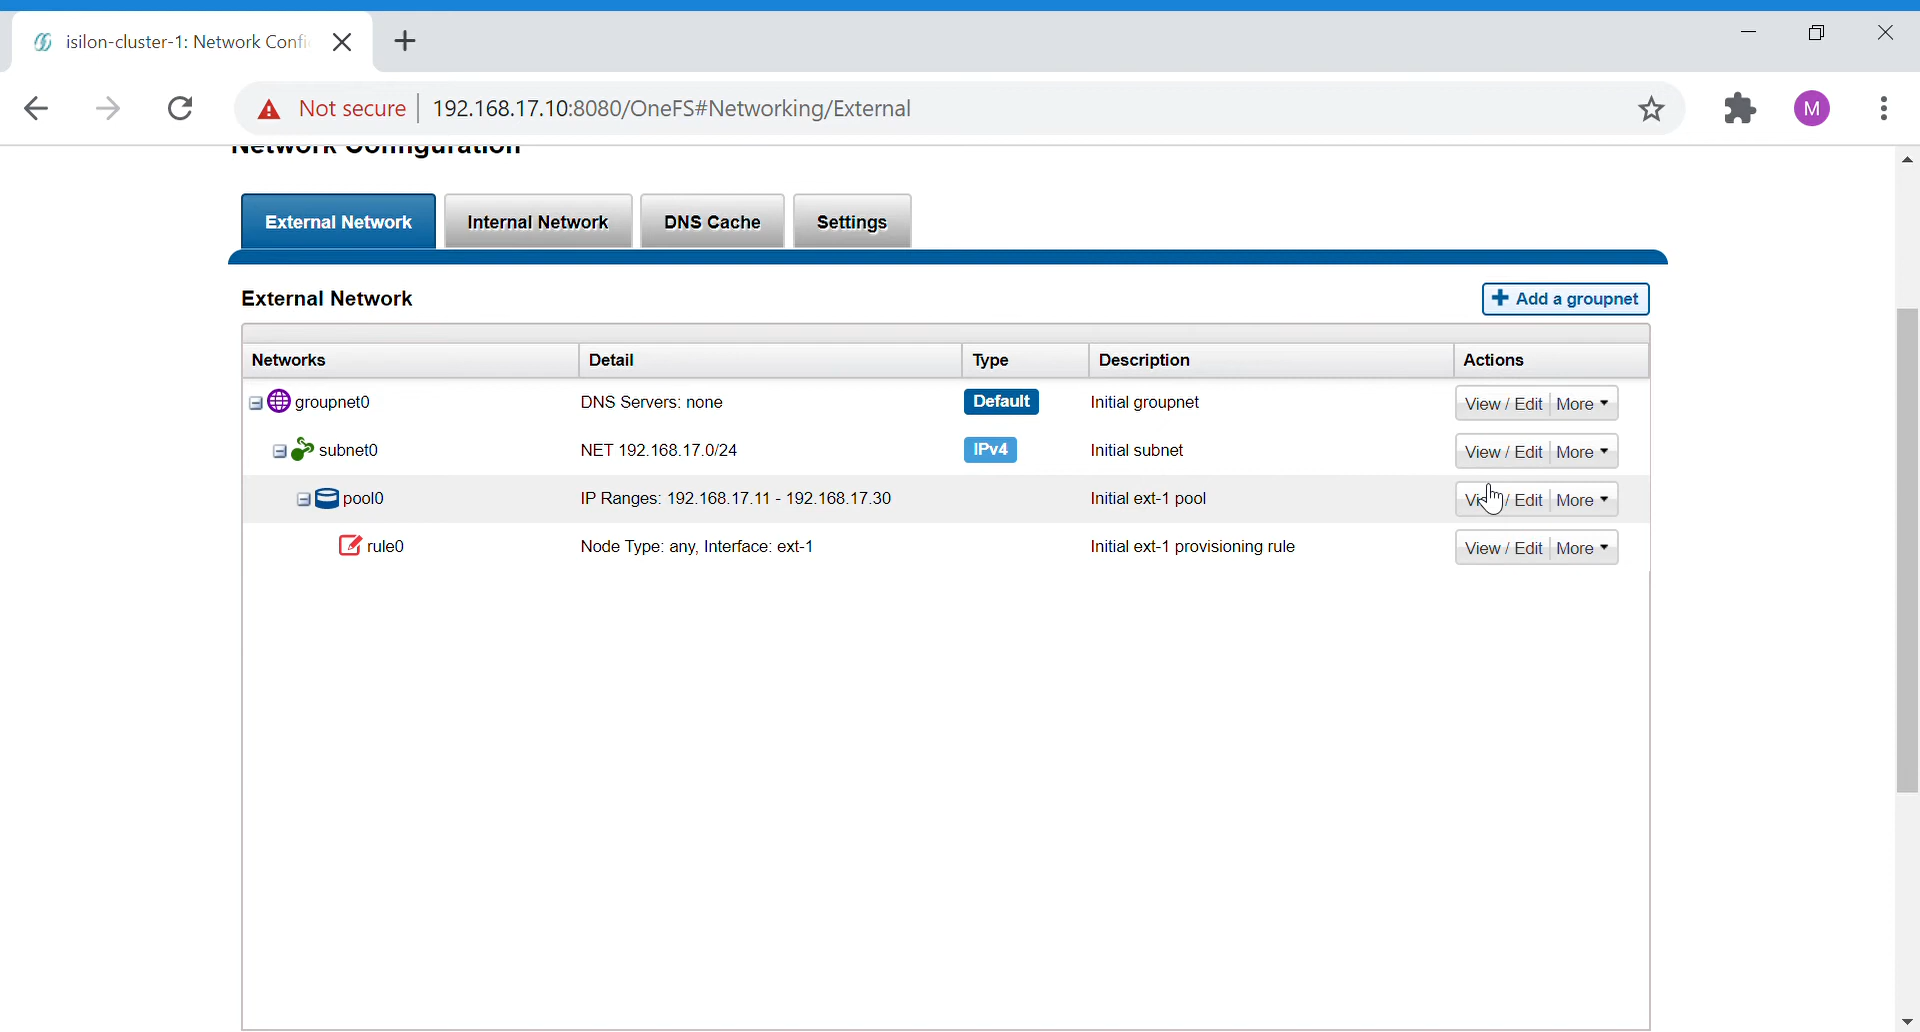 isilon-cluster-1: Network Confi
Not secure 192.168.17.10:8080/OneFS#Networking/External M
Network Configuration
External Network Internal Network DNS Cache Settings
External Network + Add a groupnet
Networks Detail Type Description Actions
groupnet0 DNS Servers: none Default Initial groupnet View / Edit More
subnet0 NET 192.168.17.0/24 IPv4 Initial subnet View / Edit More
pool0 IP Ranges: 192.168.17.11 - 192.168.17.30 Initial ext-1 pool View / Edit More
rule0 Node Type: any, Interface: ext-1 Initial ext-1 provisioning rule View / Edit More